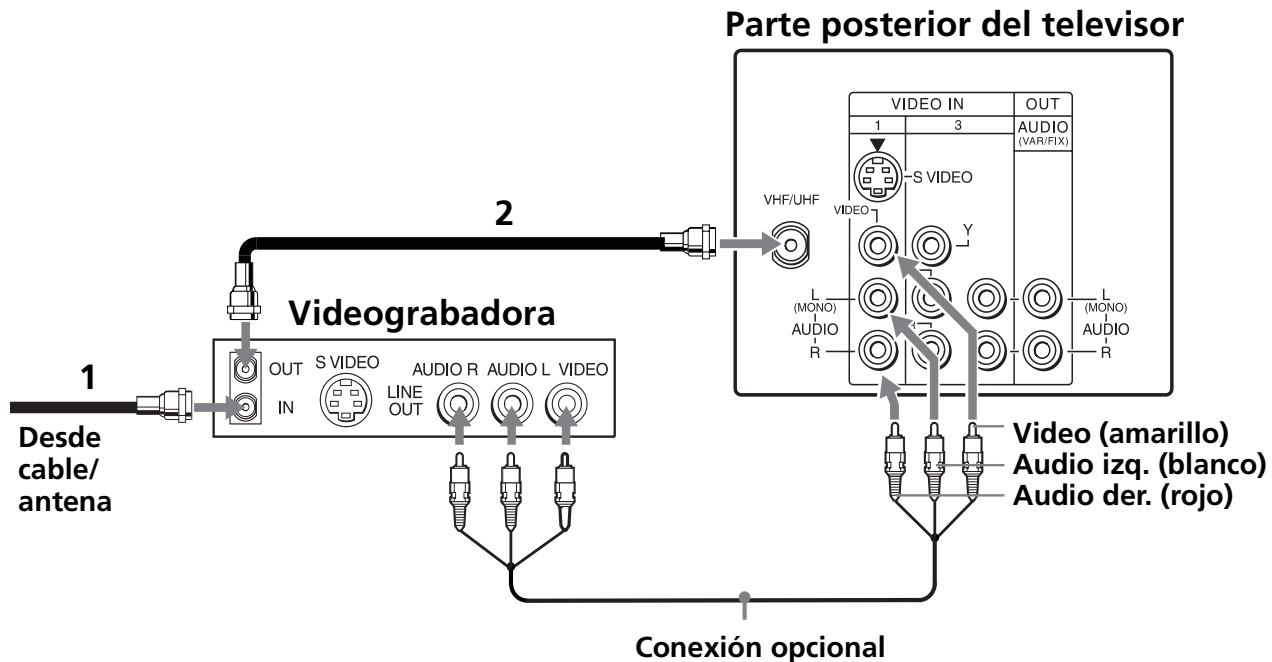 Parte posterior del televisor
VIDEO IN
OUT
1
3
AUDIO
(VAR/FIX)
S VIDEO
VHF/UHF
VIDEO
Y
L
(MONO)
AUDIO
R
L
(MONO)
AUDIO
R
2
Videograbadora
1
Desde
cable/
antena
OUT
IN
S VIDEO
LINE
OUT
AUDIO R
AUDIO L
VIDEO
Video (amarillo)
Audio izq. (blanco)
Audio der. (rojo)
Conexión opcional